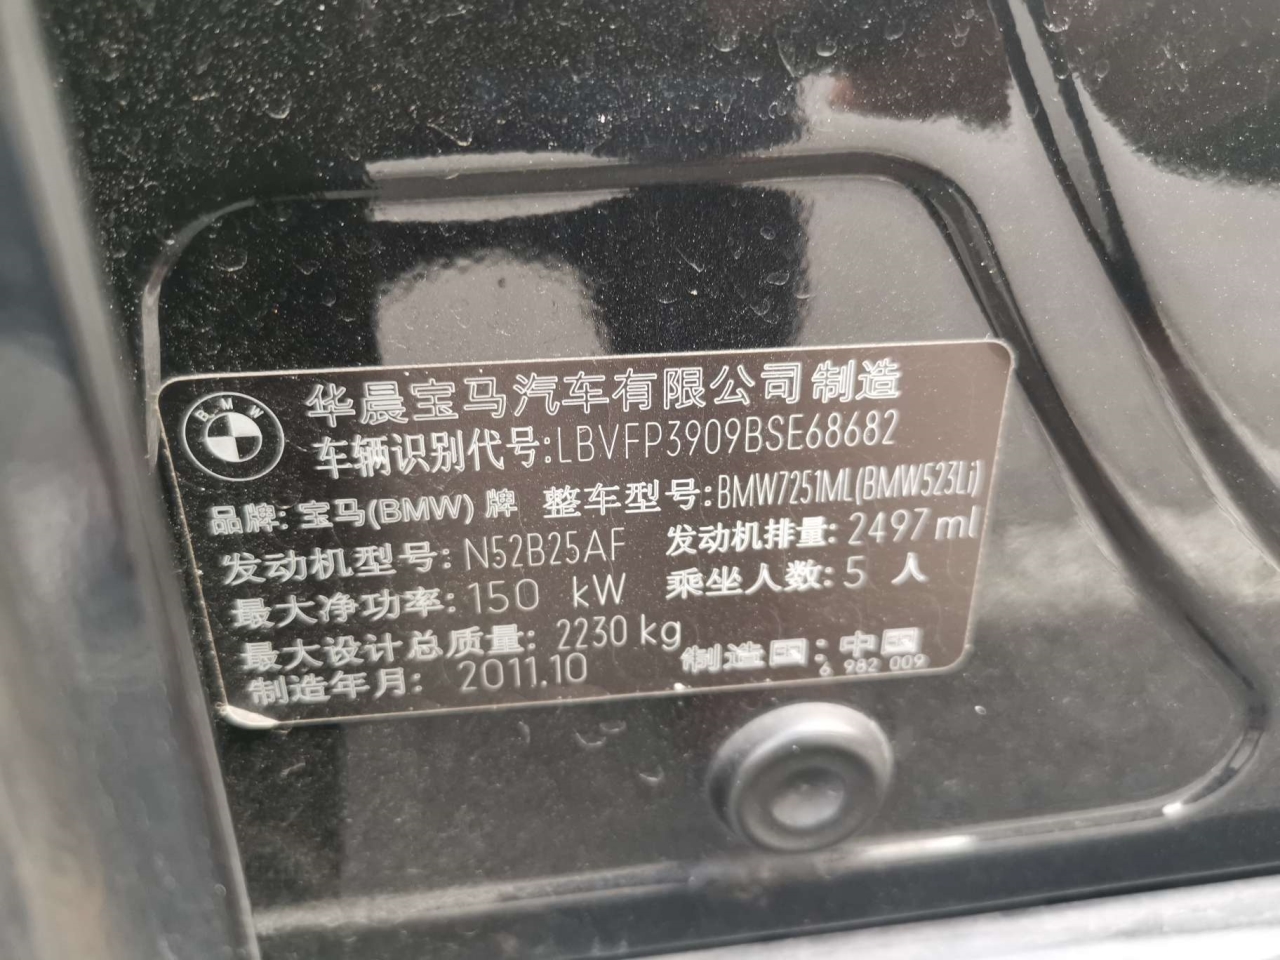 BMW
华晨宝马汽车有限公司制造
车辆识别代号:LBVFP3909BSE68682
品牌: 宝马(BMW) 牌 整车型号:BMW7251ML(BMW523Li)
发动机型号: N52B25AF 发动机排量: 2497ml
最大净功率: 150 kW 乘坐人数: 5 人
最大设计总质量: 2230 kg
制造年月: 2011.10 制造国: 中国
6 982 009